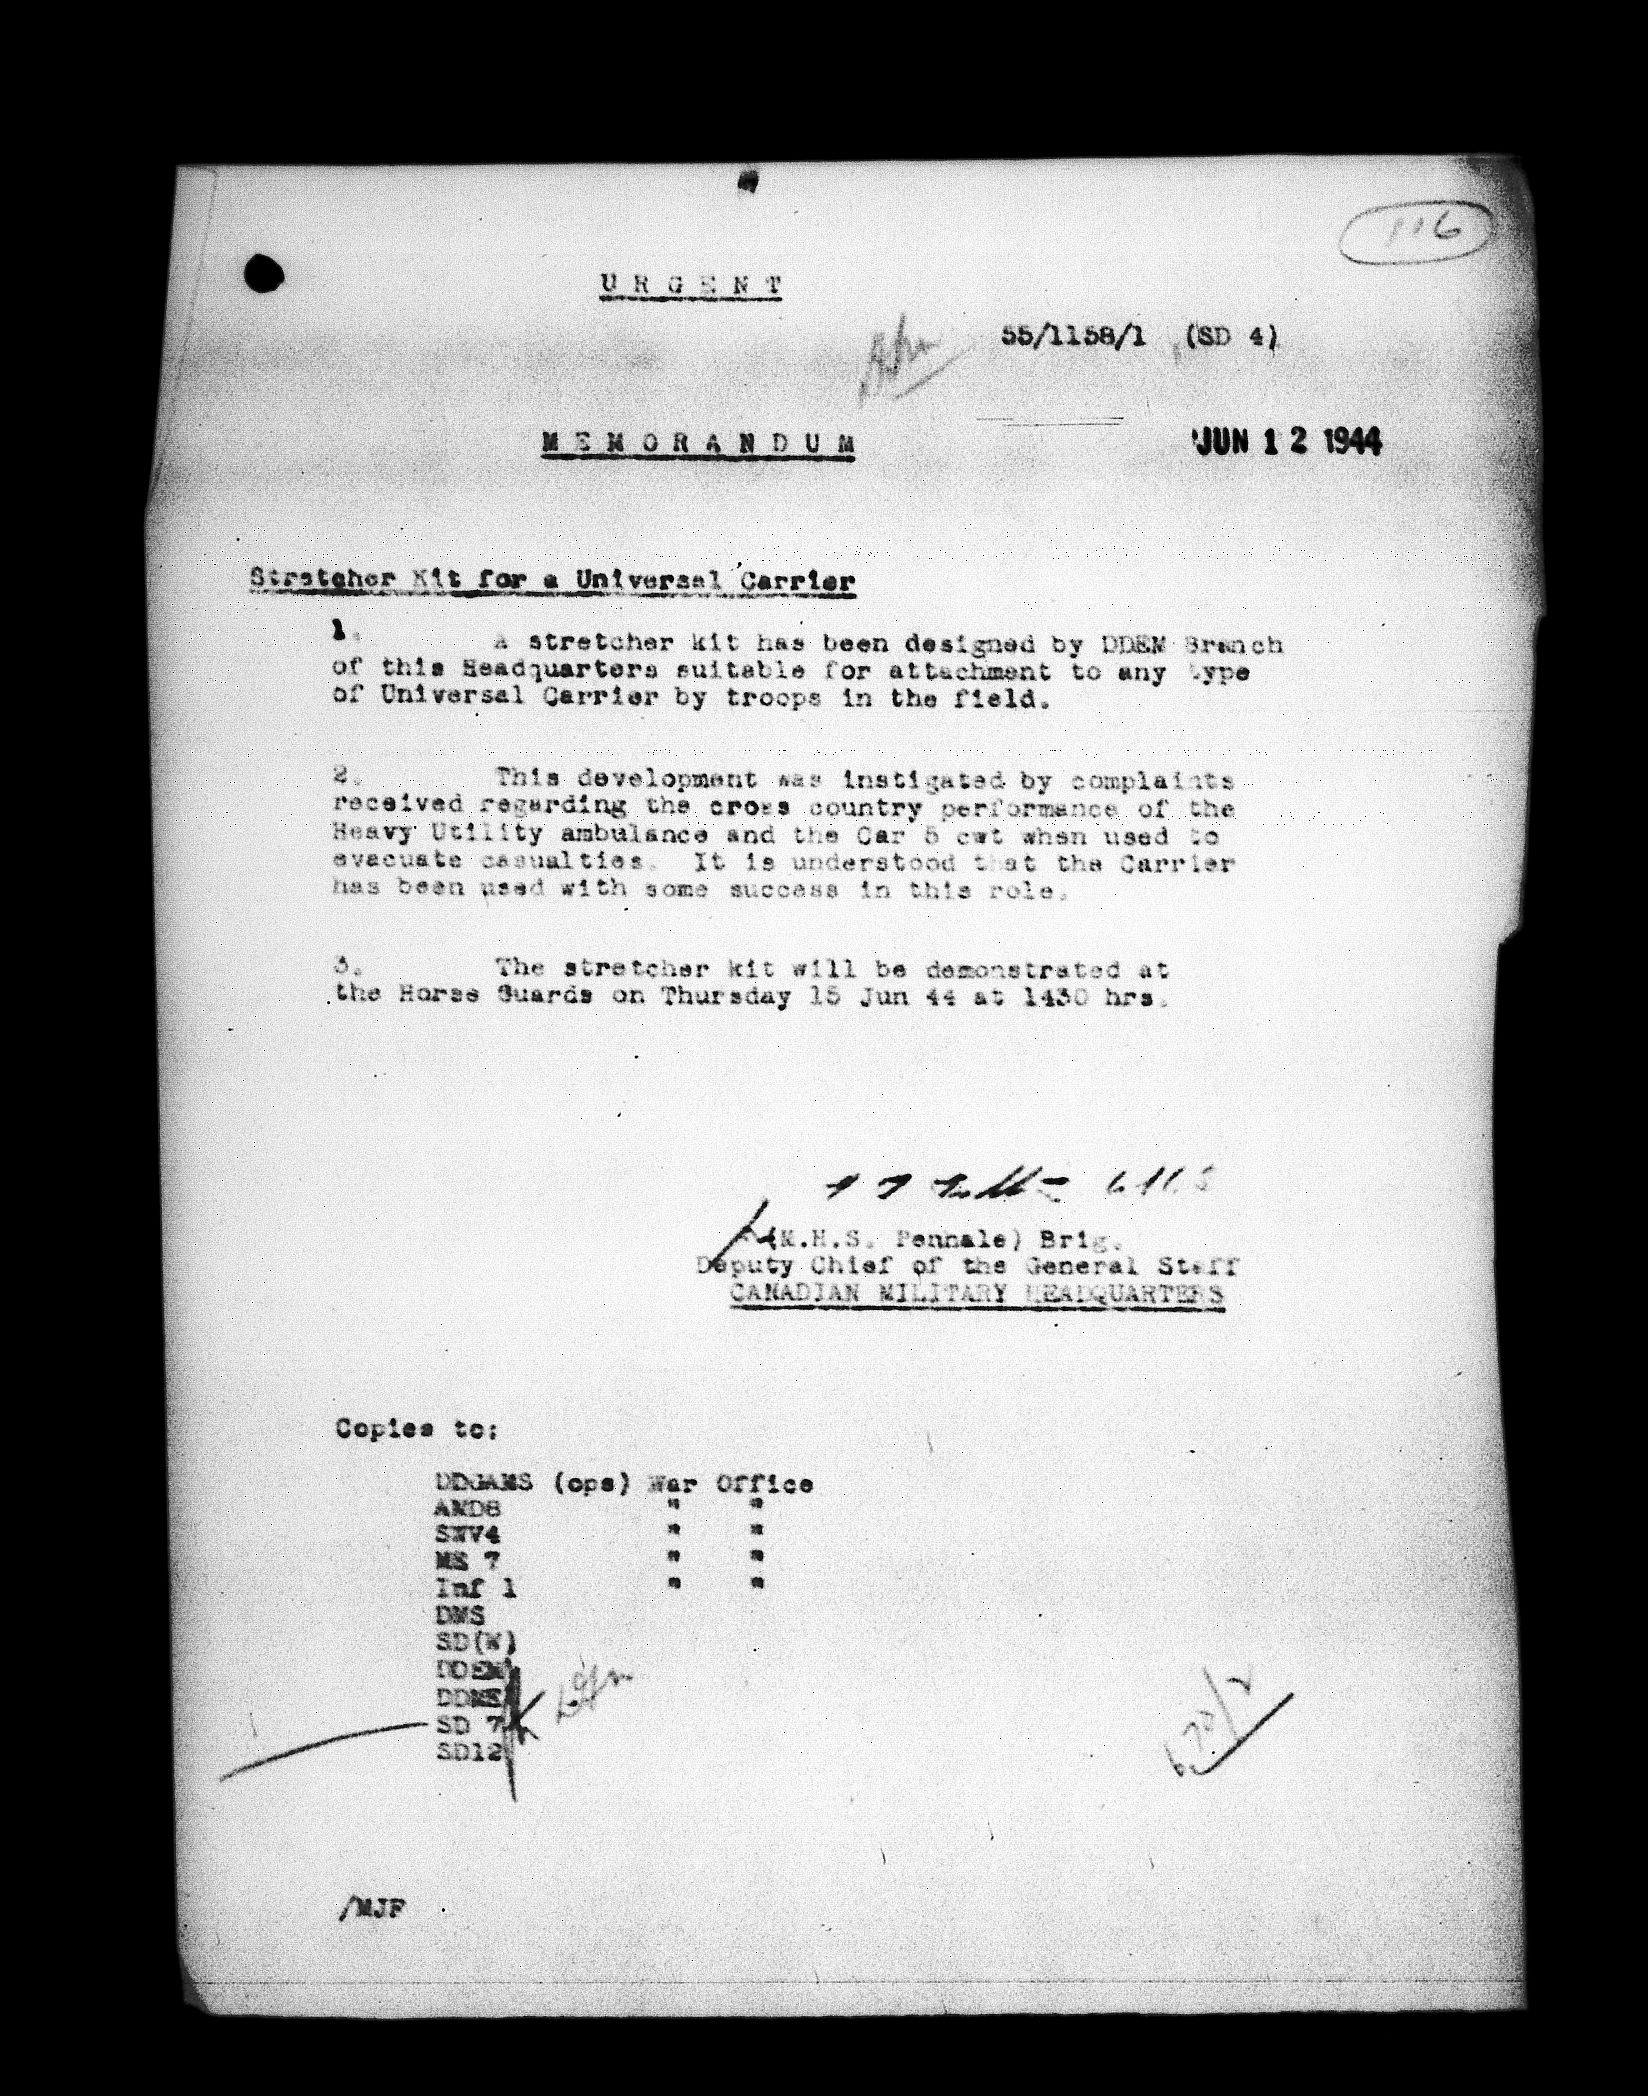 116
U R G E N T
55/1158/1 (SD 4)
M E M O R A N D U M
JUN 12 1944
Stretcher Kit for a Universal Carrier
1. A stretcher kit has been designed by DDEM Branch
of this Headquarters suitable for attachment to any type
of Universal Carrier by troops in the field.
2. This development was instigated by complaints
received regarding the cross country performance of the
Heavy Utility ambulance and the Car 5 cwt when used to
evacuate casualties. It is understood that the Carrier
has been used with some success in this role.
3. The stretcher kit will be demonstrated at
the Horse Guards on Thursday 15 Jun 44 at 1430 hrs.
(M.H.S. Penhale) Brig.
Deputy Chief of the General Staff
CANADIAN MILITARY HEADQUARTERS
Copies to:
DDGAMS (ops) War Office
AMD8 " "
SWV4 " "
MS 7 " "
Inf 1 " "
DMS
SD(W)
DDEM
DDME
SD 7
SD12
/MJF